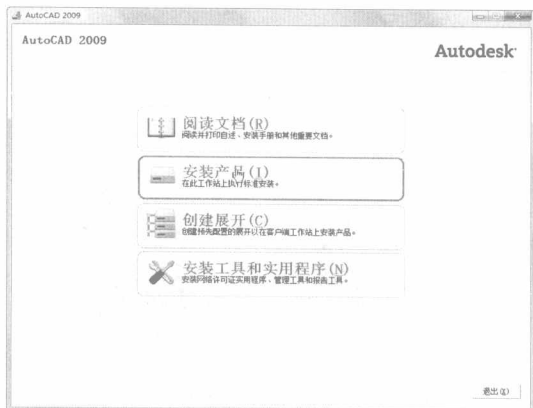 AutoCAD 2009
AutoCAD 2009
Autodesk
阅读文档(R)
阅读并打印自述、安装手册和其他重要文档。
安装产品(I)
在此工作站上执行标准安装。
创建展开(C)
创建预先配置的展开以在客户端工作站上安装产品。
安装工具和实用程序(N)
安装网络许可证实用程序、管理工具和报告工具。
退出(X)